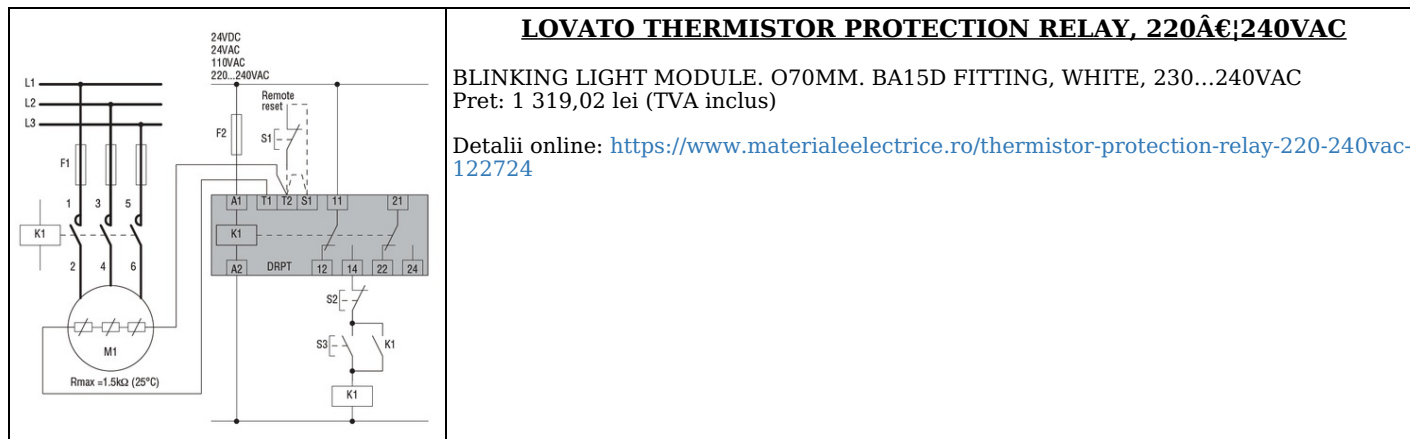 24VDC
24VAC
110VAC
220...240VAC
L1
L2
L3
Remote
reset
F2
S1
F1
A1 T1 T2 S1 11 21
1 3 5
K1
K1
2 4 6
A2 DRPT 12 14 22 24
S2
S3 K1
M1
Rmax =1.5kΩ (25°C)
K1
LOVATO THERMISTOR PROTECTION RELAY, 220Â€¦240VAC
BLINKING LIGHT MODULE. O70MM. BA15D FITTING, WHITE, 230...240VAC
Pret: 1 319,02 lei (TVA inclus)
Detalii online: https://www.materialeelectrice.ro/thermistor-protection-relay-220-240vac-
122724